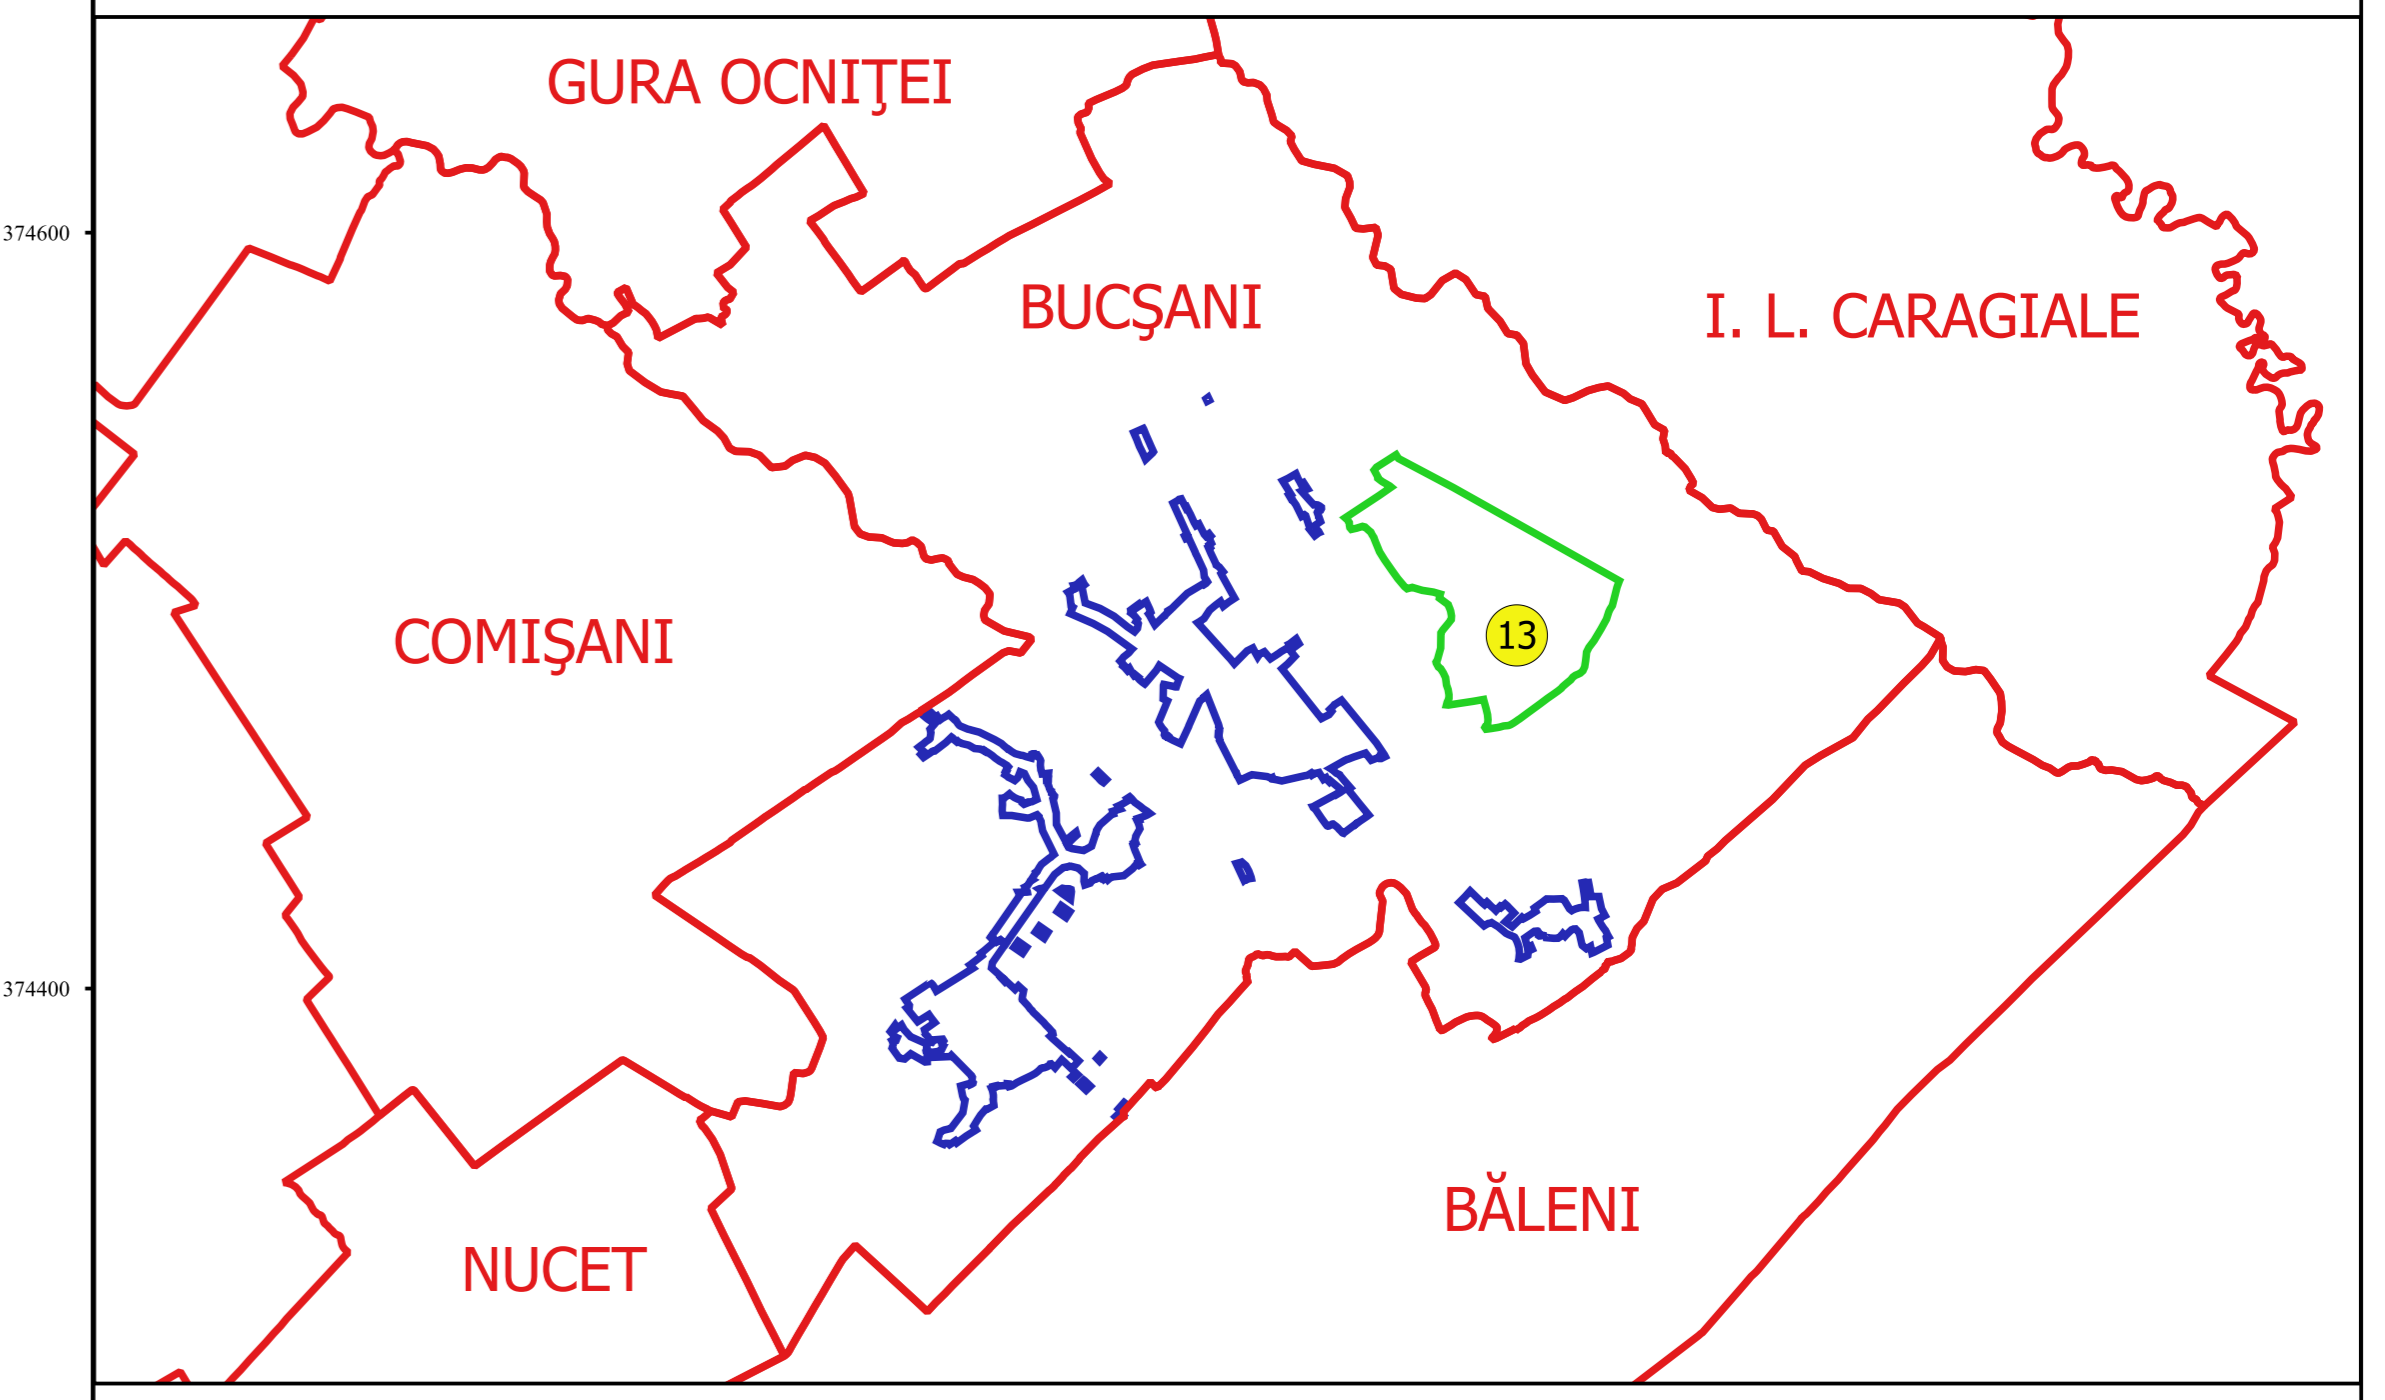 GURA OCNIŢEI
374600
BUCŞANI
I. L. CARAGIALE
COMIŞANI
13
374400
BĂLENI
NUCET